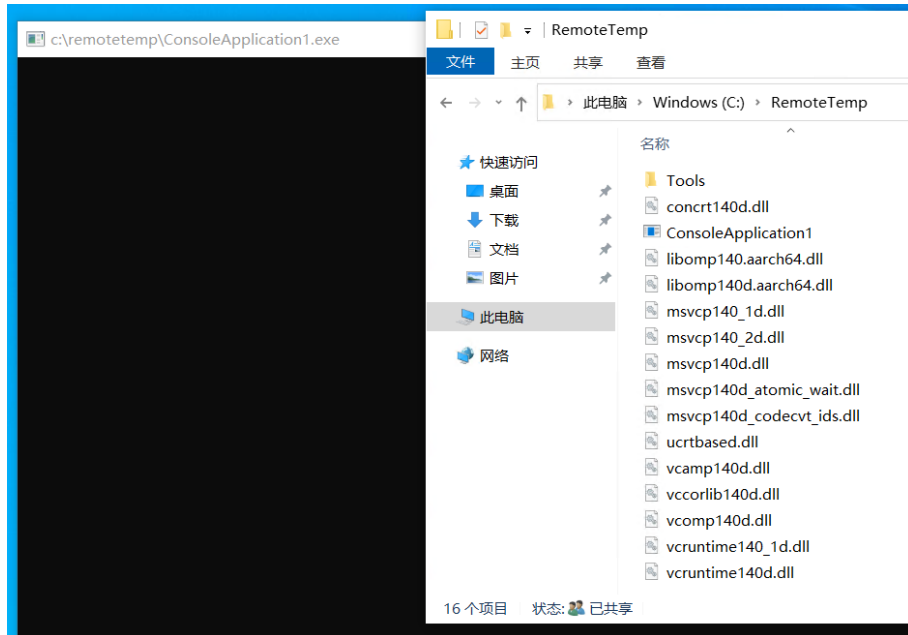 c:\remotetemp\ConsoleApplication1.exe
RemoteTemp
文件 主页 共享 查看
此电脑 › Windows (C:) › RemoteTemp
快速访问
桌面
下载
文档
图片
此电脑
网络
名称
Tools
concrt140d.dll
ConsoleApplication1
libomp140.aarch64.dll
libomp140d.aarch64.dll
msvcp140_1d.dll
msvcp140_2d.dll
msvcp140d.dll
msvcp140d_atomic_wait.dll
msvcp140d_codecvt_ids.dll
ucrtbased.dll
vcamp140d.dll
vccorlib140d.dll
vcomp140d.dll
vcruntime140_1d.dll
vcruntime140d.dll
16 个项目 状态: 已共享